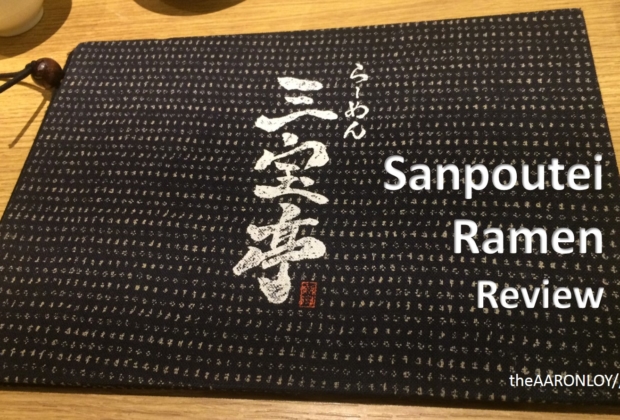 らーめん
三宝亭
Sanpoutei
Ramen
Review
theAARONLOY/